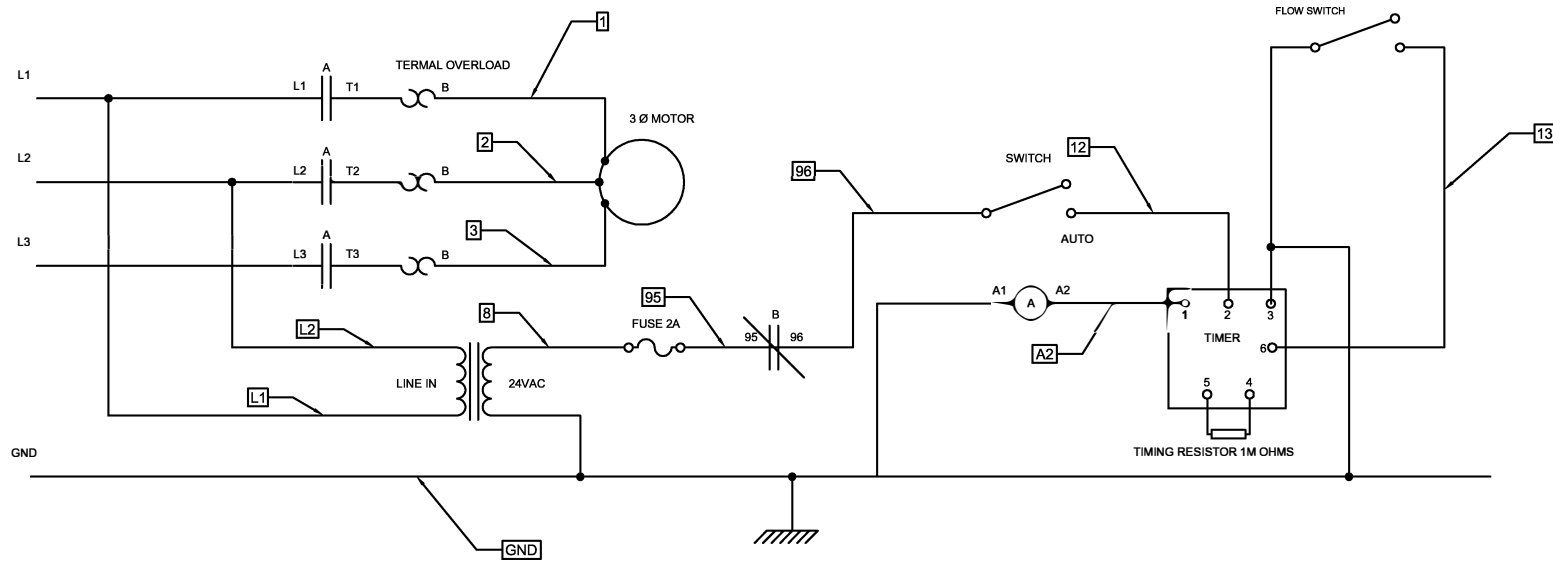 FLOW SWITCH
1
L1
A
L1
T1
TERMAL OVERLOAD
B
3 Ø MOTOR
2
L2
A
L2
T2
B
96
SWITCH
12
13
L3
A
L3
T3
B
3
AUTO
95
8
L2
FUSE 2A
B
95
96
A1
A
A2
A2
1
2
3
TIMER
6
LINE IN
24VAC
L1
5
4
TIMING RESISTOR 1M OHMS
GND
GND